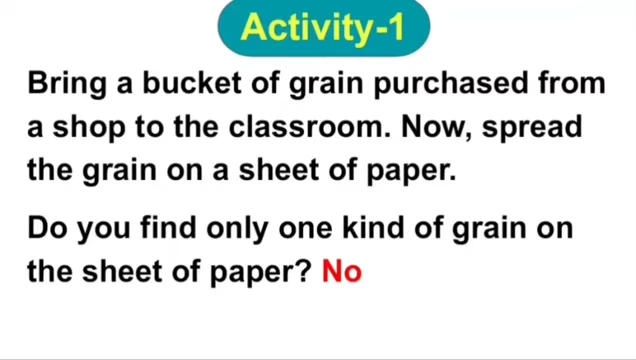 Activity-1
Bring a bucket of grain purchased from
a shop to the classroom. Now, spread
the grain on a sheet of paper.
Do you find only one kind of grain on
the sheet of paper? No